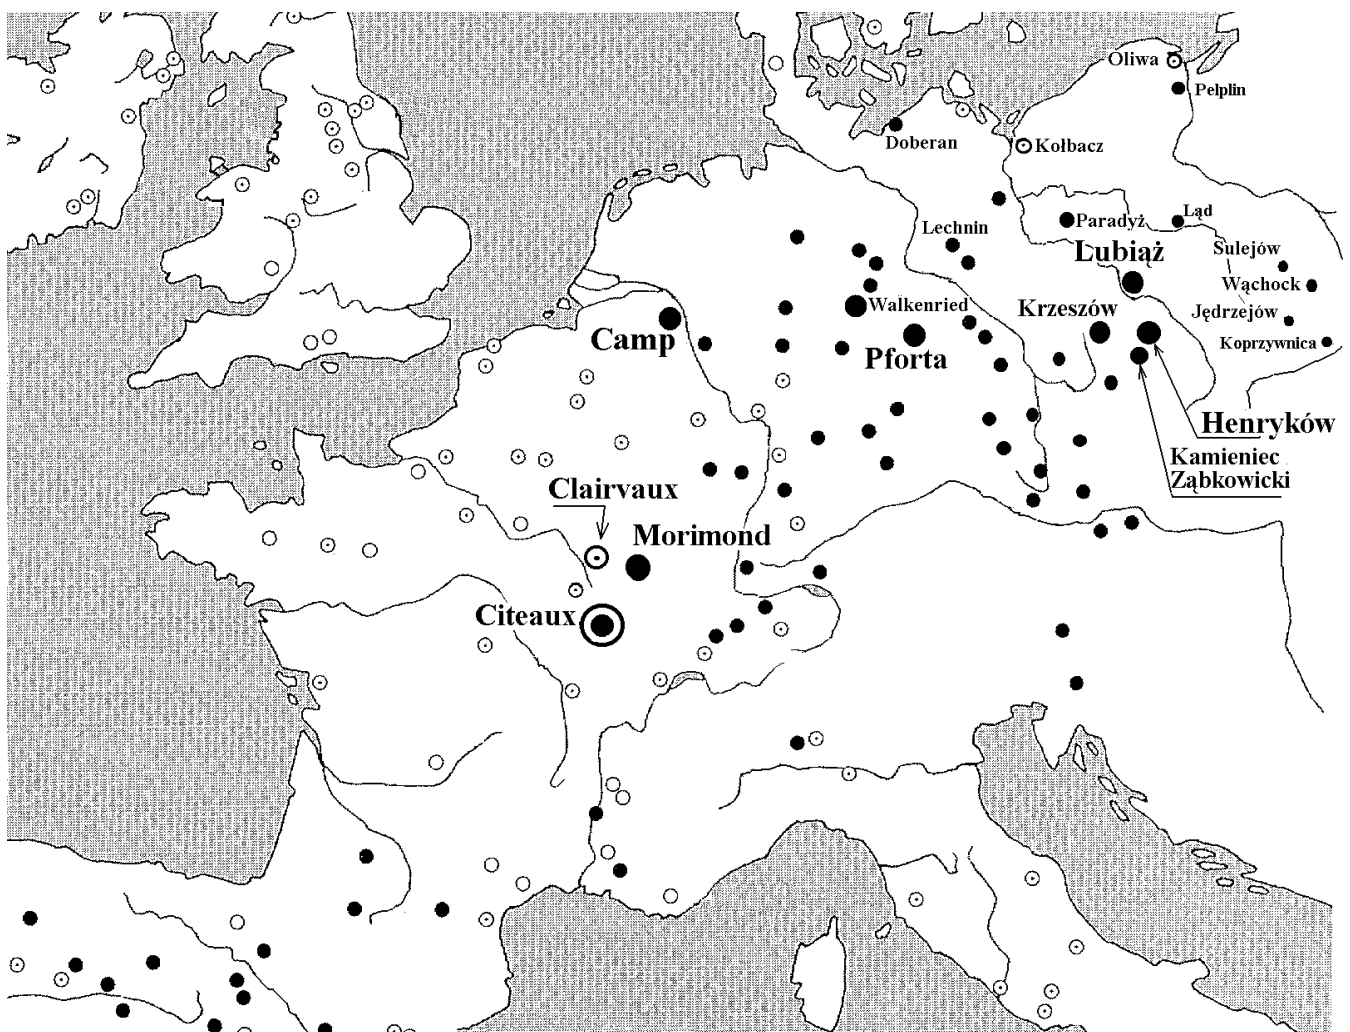 Oliwa
Pelplin
Doberan
Kołbacz
Paradyż
Ląd
Lechnin
Lubiąż
Sulejów
Wąchock
Walkenried
Krzeszów
Jędrzejów
Camp
Pforta
Koprzywnica
Henryków
Kamieniec
Ząbkowicki
Clairvaux
Morimond
Citeaux